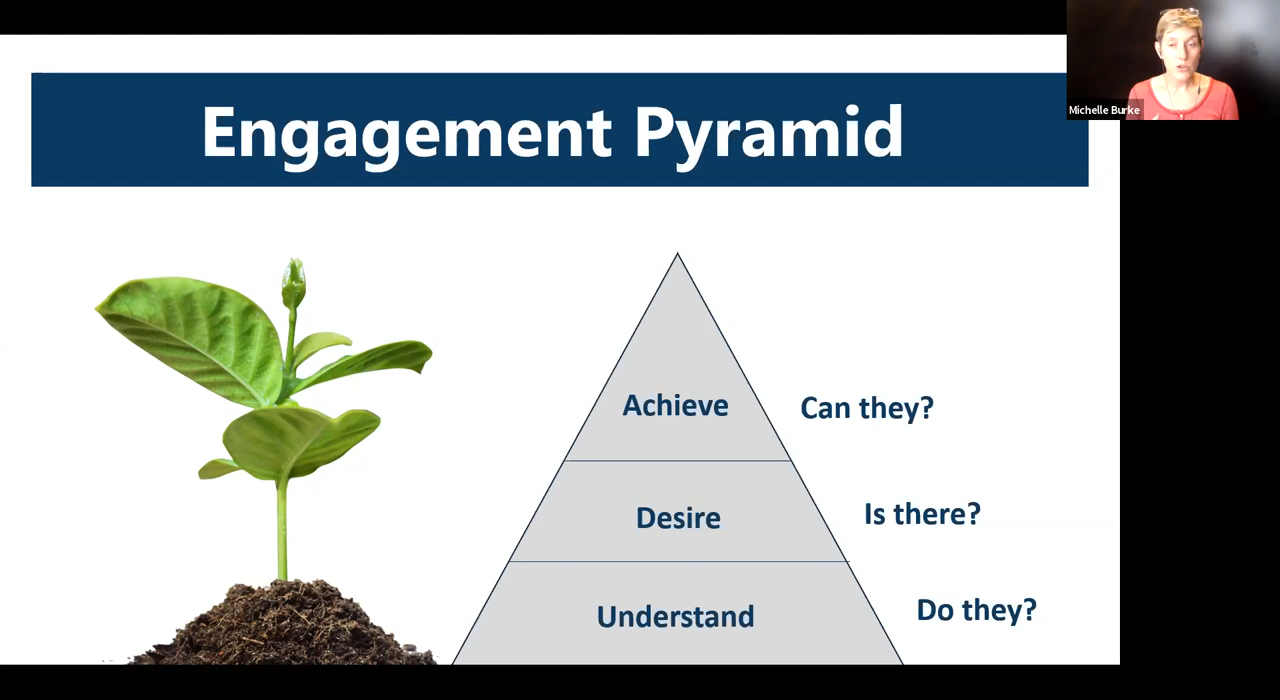 Engagement Pyramid
Michelle Burke
Achieve
Can they?
Desire
Is there?
Understand
Do they?